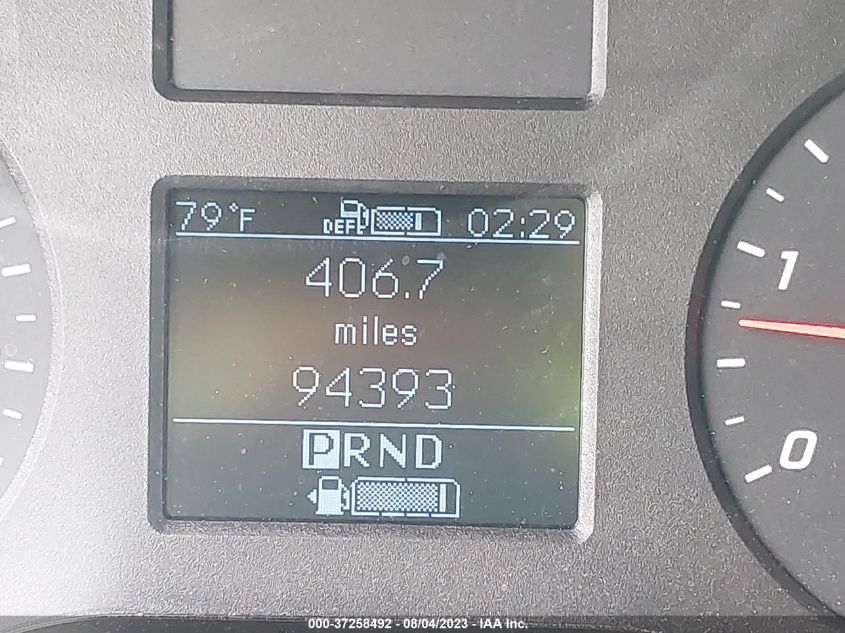 79°F DEF 02:29
406.7
miles
94393
PRND
1
0
000-37258492 - 08/04/2023 - IAA Inc.